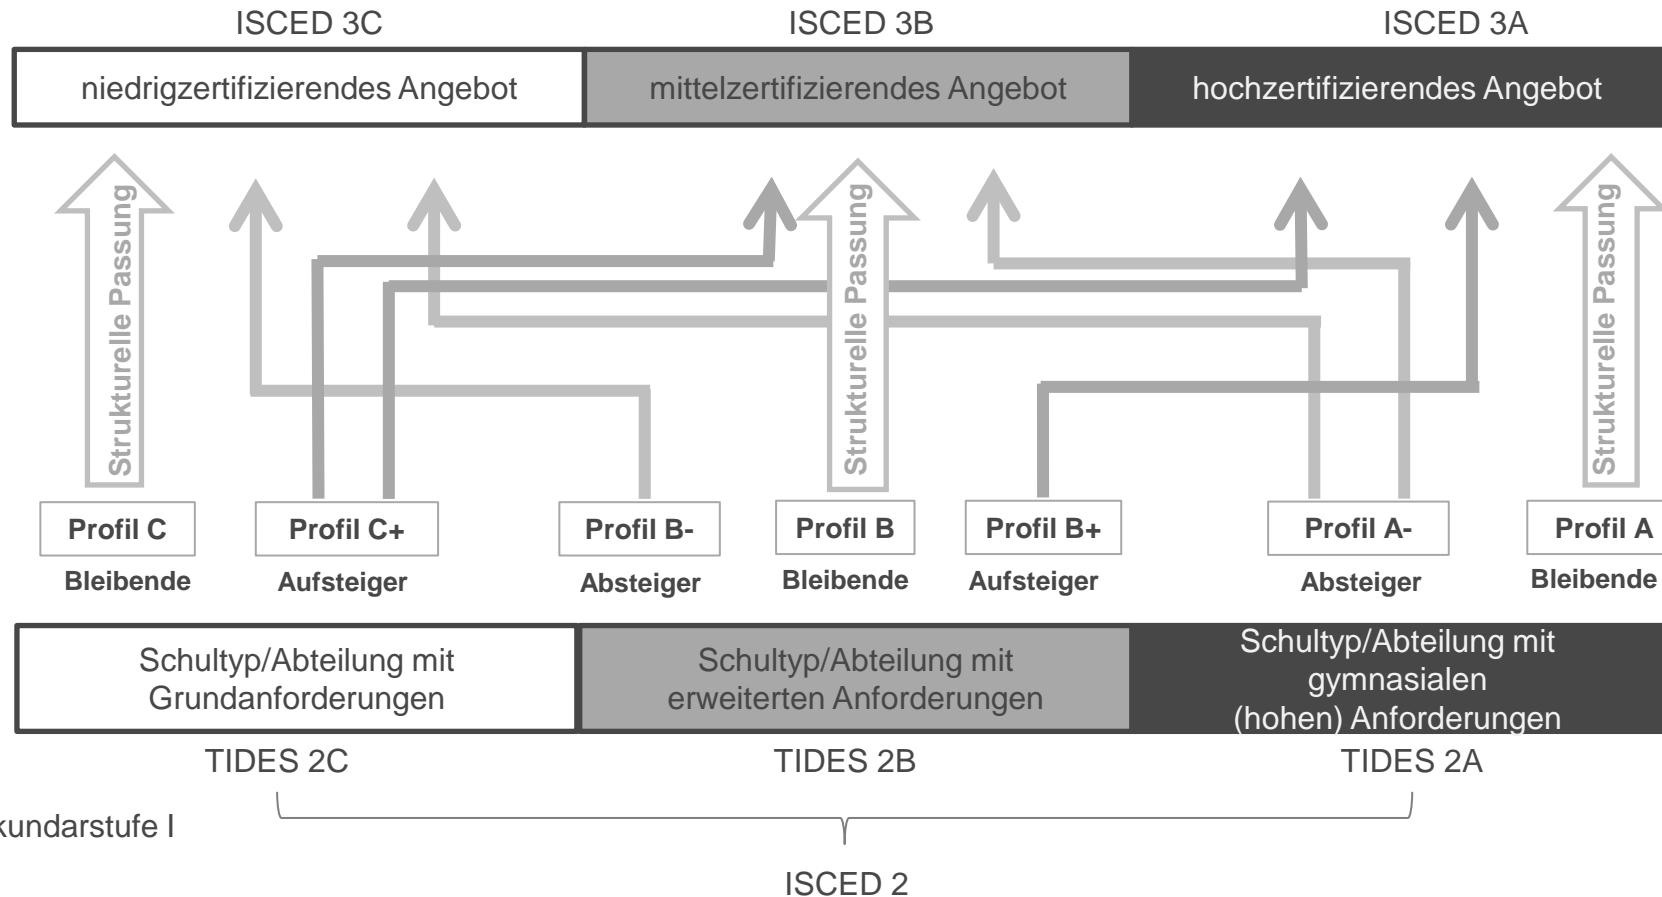 ISCED 3C
ISCED 3B
ISCED 3A
niedrigzertifizierendes Angebot
mittelzertifizierendes Angebot
hochzertifizierendes Angebot
Strukturelle Passung
Strukturelle Passung
Strukturelle Passung
Profil C
Profil C+
Profil B-
Profil B
Profil B+
Profil A-
Profil A
Bleibende
Aufsteiger
Absteiger
Bleibende
Aufsteiger
Absteiger
Bleibende
Schultyp/Abteilung mit
Grundanforderungen
Schultyp/Abteilung mit
erweiterten Anforderungen
Schultyp/Abteilung mit
gymnasialen
(hohen) Anforderungen
TIDES 2C
TIDES 2B
TIDES 2A
kundarstufe I
ISCED 2